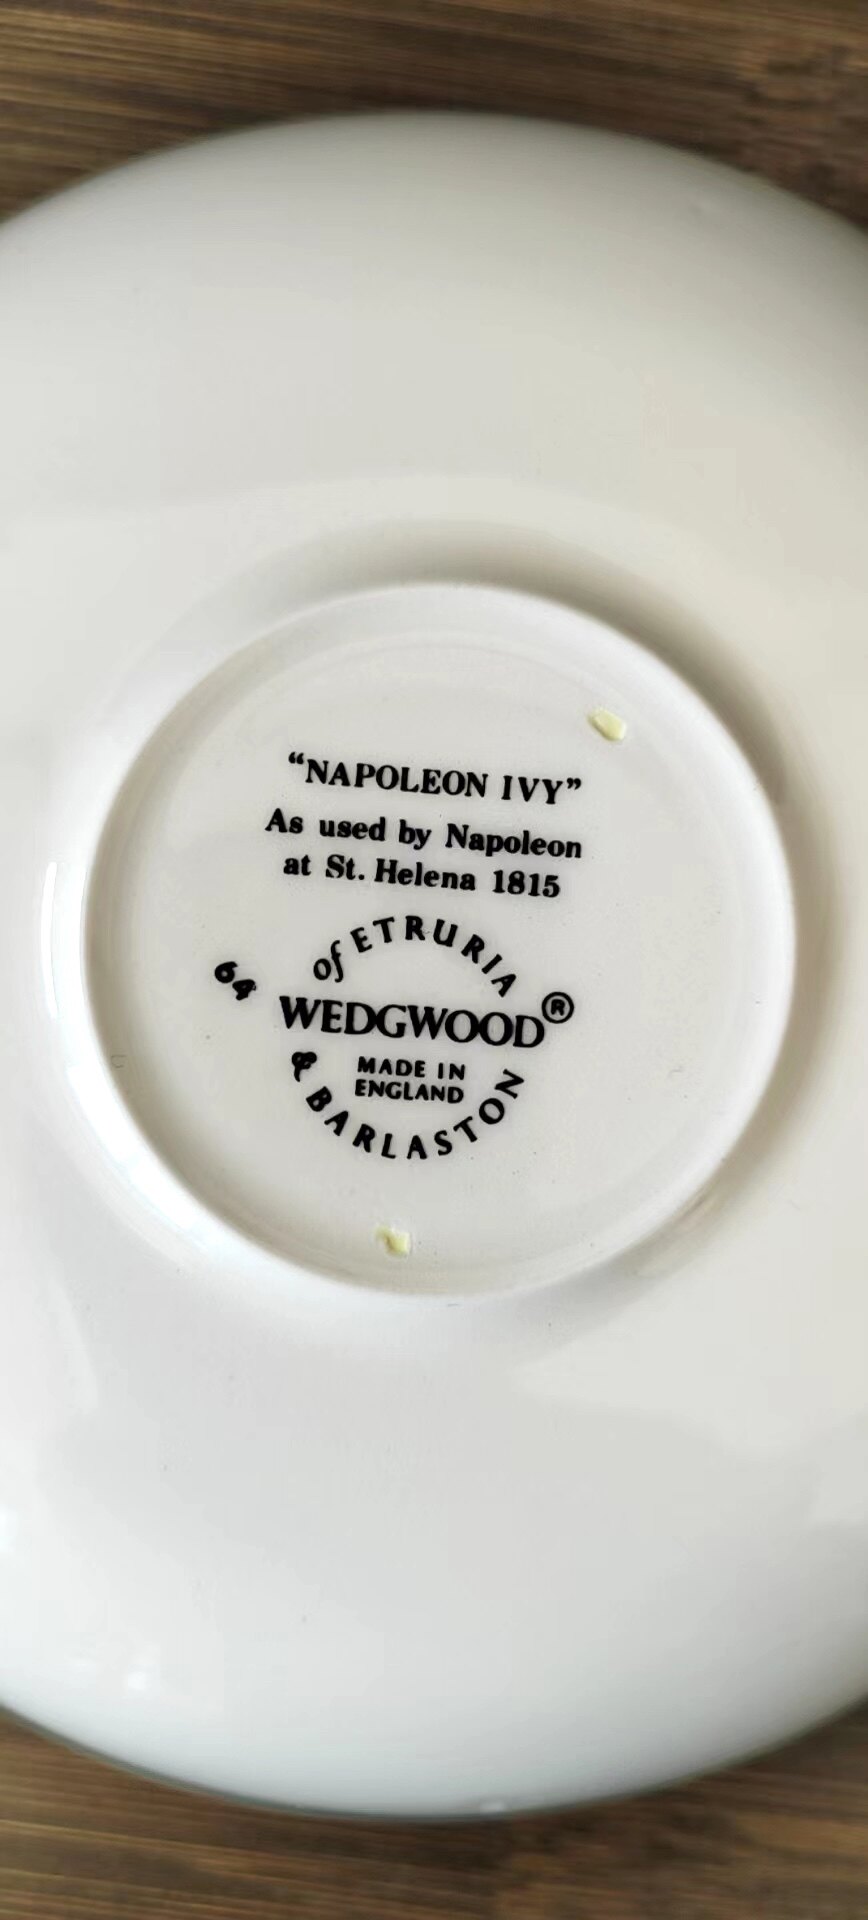 “NAPOLEON IVY”
As used by Napoleon
at St. Helena 1815
of ETRURIA
64
WEDGWOOD®
MADE IN
ENGLAND
& BARLASTON